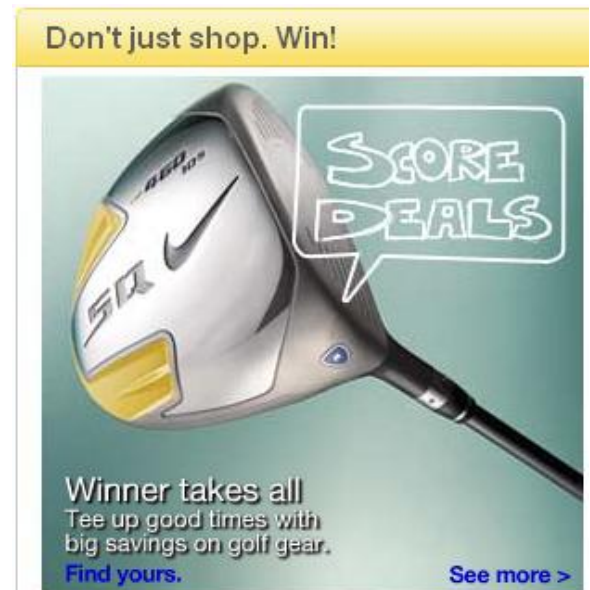 Don't just shop. Win!
SCORE
DEALS
460 10.5
SQ
Winner takes all
Tee up good times with
big savings on golf gear.
Find yours.
See more >